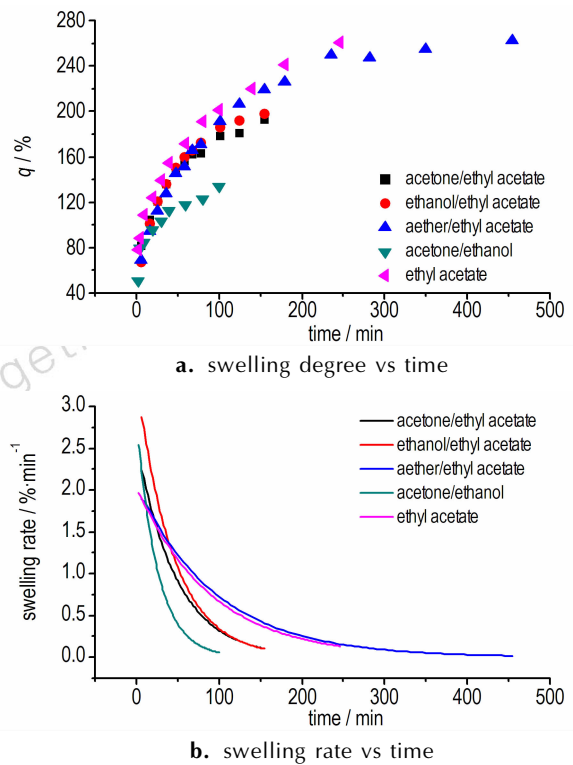 280
240
200
160
120
80
40
q / %
acetone/ethyl acetate
ethanol/ethyl acetate
aether/ethyl acetate
acetone/ethanol
ethyl acetate
0 100 200 300 400 500
time / min
a. swelling degree vs time
3.0
2.5
2.0
1.5
1.0
0.5
0.0
swelling rate / %·min⁻¹
acetone/ethyl acetate
ethanol/ethyl acetate
aether/ethyl acetate
acetone/ethanol
ethyl acetate
0 100 200 300 400 500
time / min
b. swelling rate vs time